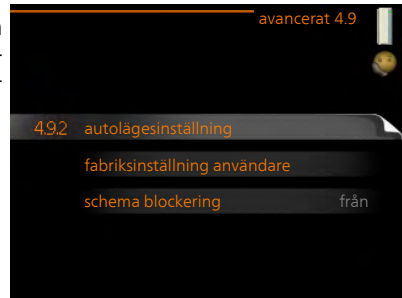 avancerat 4.9
4.9.2 autolägesinställning
fabriksinställning användare
schema blockering från